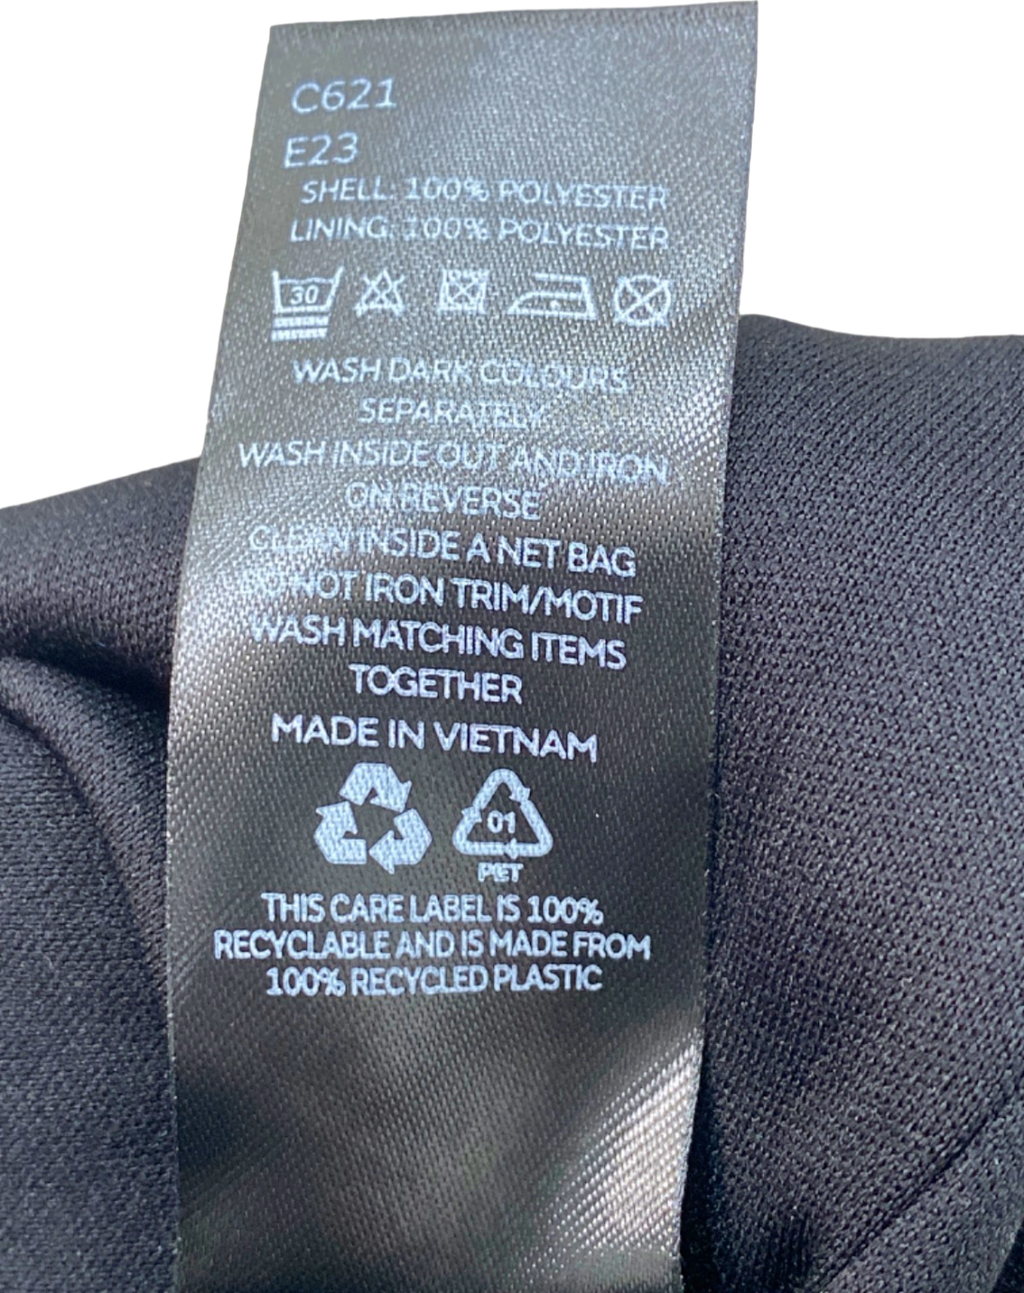 C621
E23
SHELL: 100% POLYESTER
LINING: 100% POLYESTER
30
WASH DARK COLOURS
SEPARATELY
WASH INSIDE OUT AND IRON
ON REVERSE
CLEAN INSIDE A NET BAG
DO NOT IRON TRIM/MOTIF
WASH MATCHING ITEMS
TOGETHER
MADE IN VIETNAM
01
PET
THIS CARE LABEL IS 100%
RECYCLABLE AND IS MADE FROM
100% RECYCLED PLASTIC